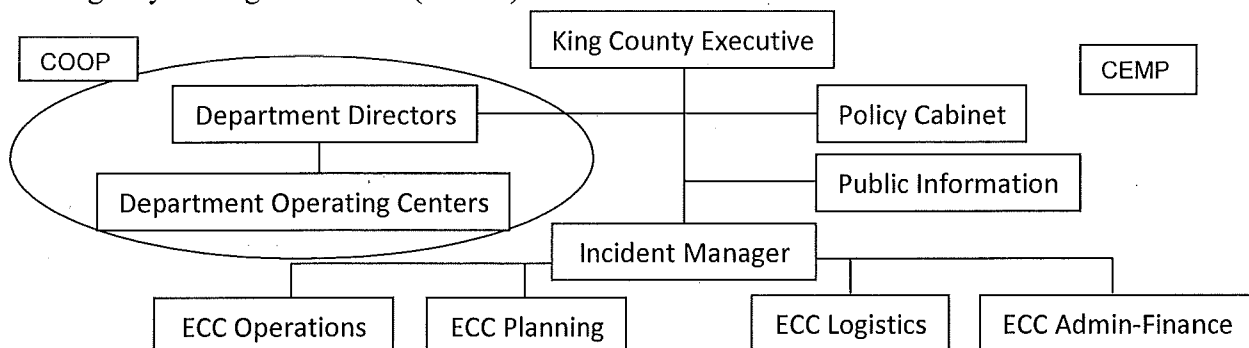 King County Executive
COOP
CEMP
Department Directors
Policy Cabinet
Public Information
Department Operating Centers
Incident Manager
ECC Operations
ECC Planning
ECC Logistics
ECC Admin-Finance